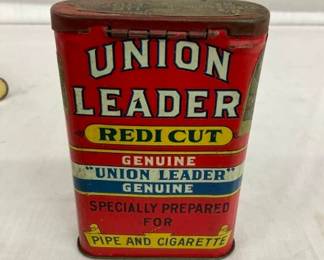 UNION
LEADER
REDI CUT
GENUINE
"UNION LEADER"
GENUINE
SPECIALLY PREPARED
FOR
PIPE AND CIGARETTE